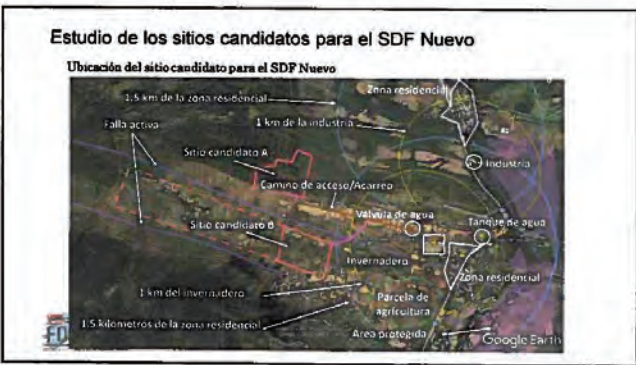 Estudio de los sitios candidatos para el SDF Nuevo
Ubicación del sitio candidato para el SDF Nuevo
Zona residencial
1.5 km de la zona residencial
1 km de la industria
Falla activa
Sitio candidato A
Industria
Camino de acceso/Acarreo
Válvula de agua
Tanque de agua
Sitio candidato B
Invernadero
Zona residencial
1 km del invernadero
Parcela de
agricultura
1.5 kilómetros de la zona residencial
Area protegida
Google Earth